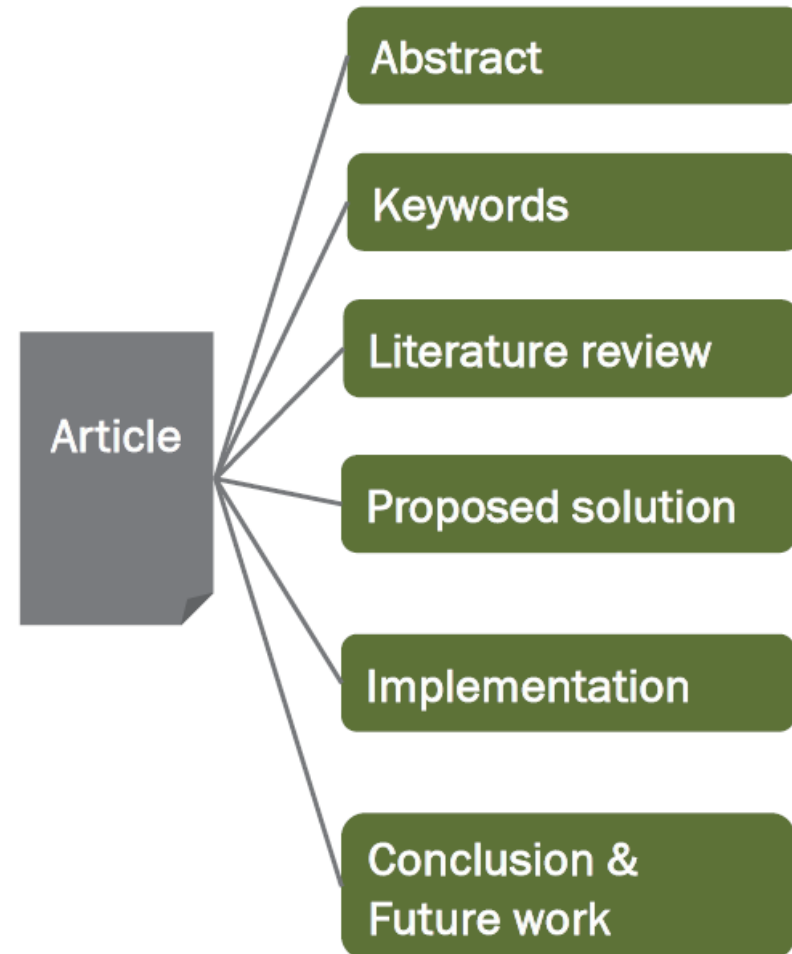 Abstract
Keywords
Literature review
Article
Proposed solution
Implementation
Conclusion &
Future work